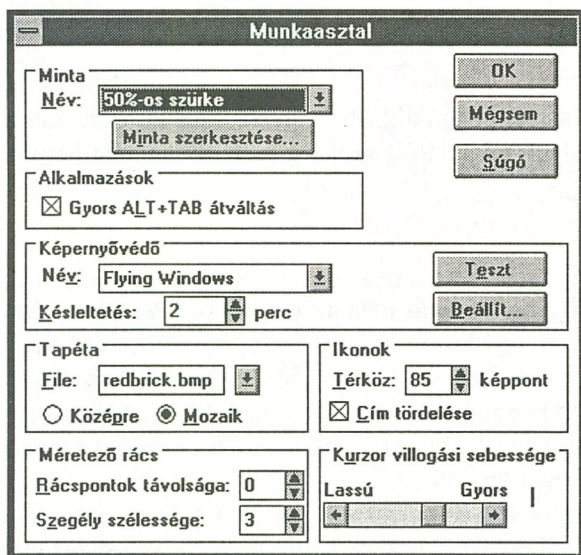 Munkaasztal
Minta
Név: 50%-os szürke
Minta szerkesztése...
OK
Mégsem
Súgó
Alkalmazások
Gyors ALT+TAB átváltás
Képernyővédő
Név: Flying Windows
Késleltetés: 2 perc
Teszt
Beállít...
Tapéta
File: redbrick.bmp
Középre Mozaik
Ikonok
Térköz: 85 képpont
Cím tördelése
Méretező rács
Rácspontok távolsága: 0
Szegély szélessége: 3
Kurzor villogási sebessége
Lassú Gyors